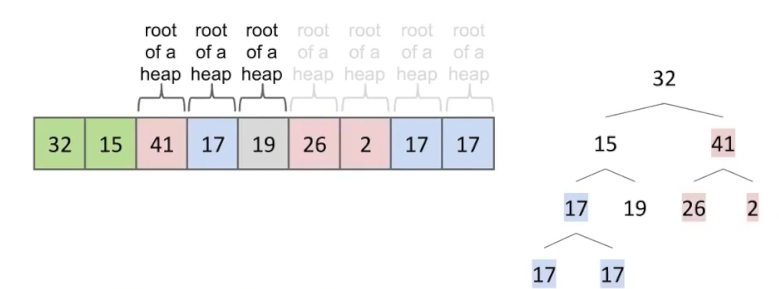 root root root root root root root
of a of a of a of a of a of a of a
heap heap heap heap heap heap heap
32 15 41 17 19 26 2 17 17
32
15 41
17 19 26 2
17 17